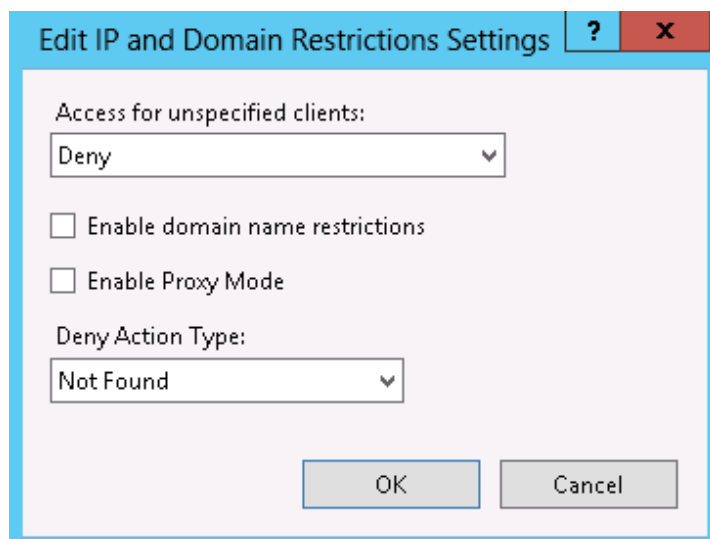 Edit IP and Domain Restrictions Settings ? x
Access for unspecified clients:
Deny
Enable domain name restrictions
Enable Proxy Mode
Deny Action Type:
Not Found
OK Cancel